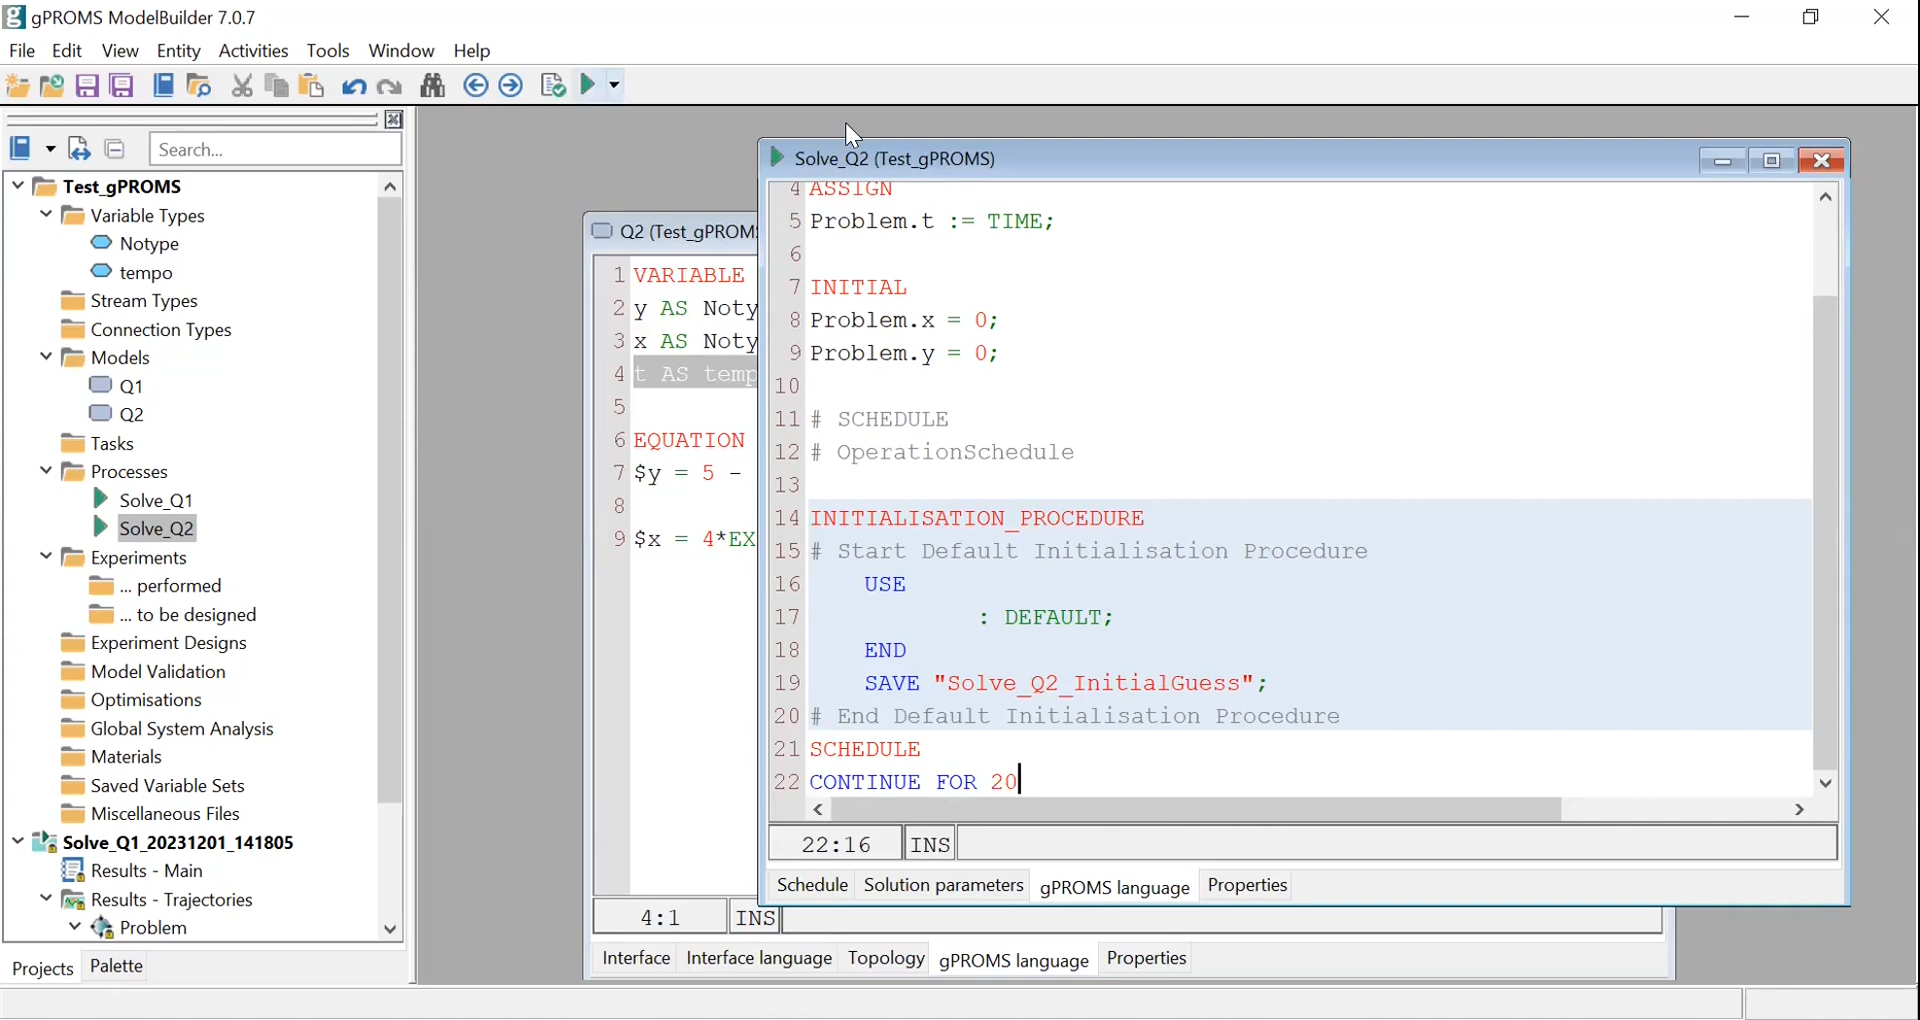 gPROMS ModelBuilder 7.0.7
File Edit View Entity Activities Tools Window Help
Search...
Test_gPROMS
Variable Types
Notype
tempo
Stream Types
Connection Types
Models
Q1
Q2
Tasks
Processes
Solve_Q1
Solve_Q2
Experiments
... performed
... to be designed
Experiment Designs
Model Validation
Optimisations
Global System Analysis
Materials
Saved Variable Sets
Miscellaneous Files
Solve_Q1_20231201_141805
Results - Main
Results - Trajectories
Problem
Projects Palette
Q2 (Test_gPROM
1 VARIABLE
2 y AS Noty
3 x AS Noty
4 t AS temp
5
6 EQUATION
7 $y = 5 -
8
9 $x = 4*EX
4:1 INS
Interface Interface language Topology gPROMS language Properties
Solve_Q2 (Test_gPROMS)
4 ASSIGN
5 Problem.t := TIME;
6
7 INITIAL
8 Problem.x = 0;
9 Problem.y = 0;
10
11 # SCHEDULE
12 # OperationSchedule
13
14 INITIALISATION_PROCEDURE
15 # Start Default Initialisation Procedure
16 USE
17 : DEFAULT;
18 END
19 SAVE "Solve_Q2_InitialGuess";
20 # End Default Initialisation Procedure
21 SCHEDULE
22 CONTINUE FOR 20
22:16 INS
Schedule Solution parameters gPROMS language Properties